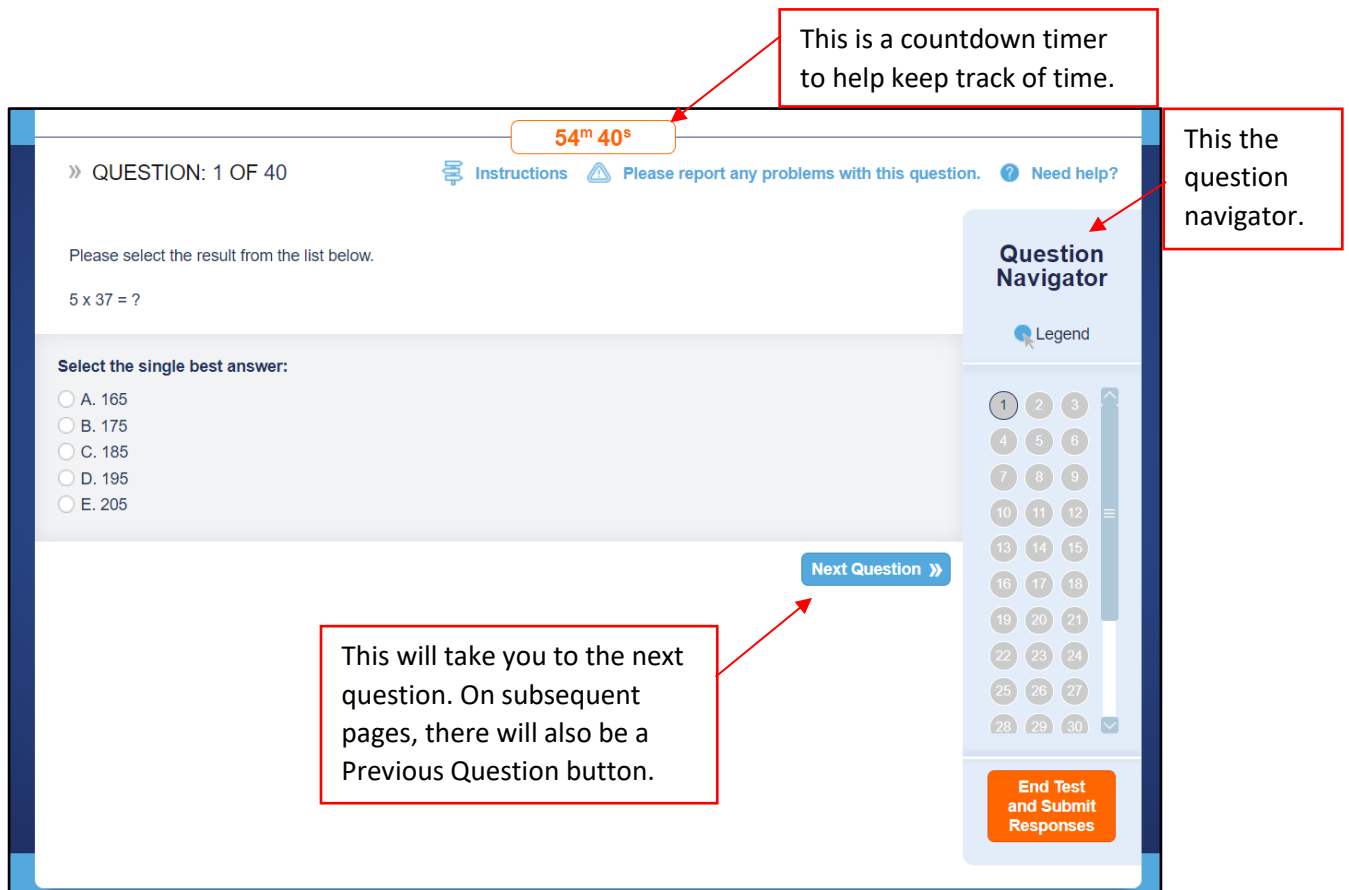 This is a countdown timer
to help keep track of time.
54m 40s
This the
question
navigator.
» QUESTION: 1 OF 40
Instructions
Please report any problems with this question.
? Need help?
Please select the result from the list below.
5 x 37 = ?
Question
Navigator
Legend
Select the single best answer:
A. 165
B. 175
C. 185
D. 195
E. 205
1 2 3
4 5 6
7 8 9
10 11 12
13 14 15
16 17 18
19 20 21
22 23 24
25 26 27
28 29 30
Next Question »
This will take you to the next
question. On subsequent
pages, there will also be a
Previous Question button.
End Test
and Submit
Responses